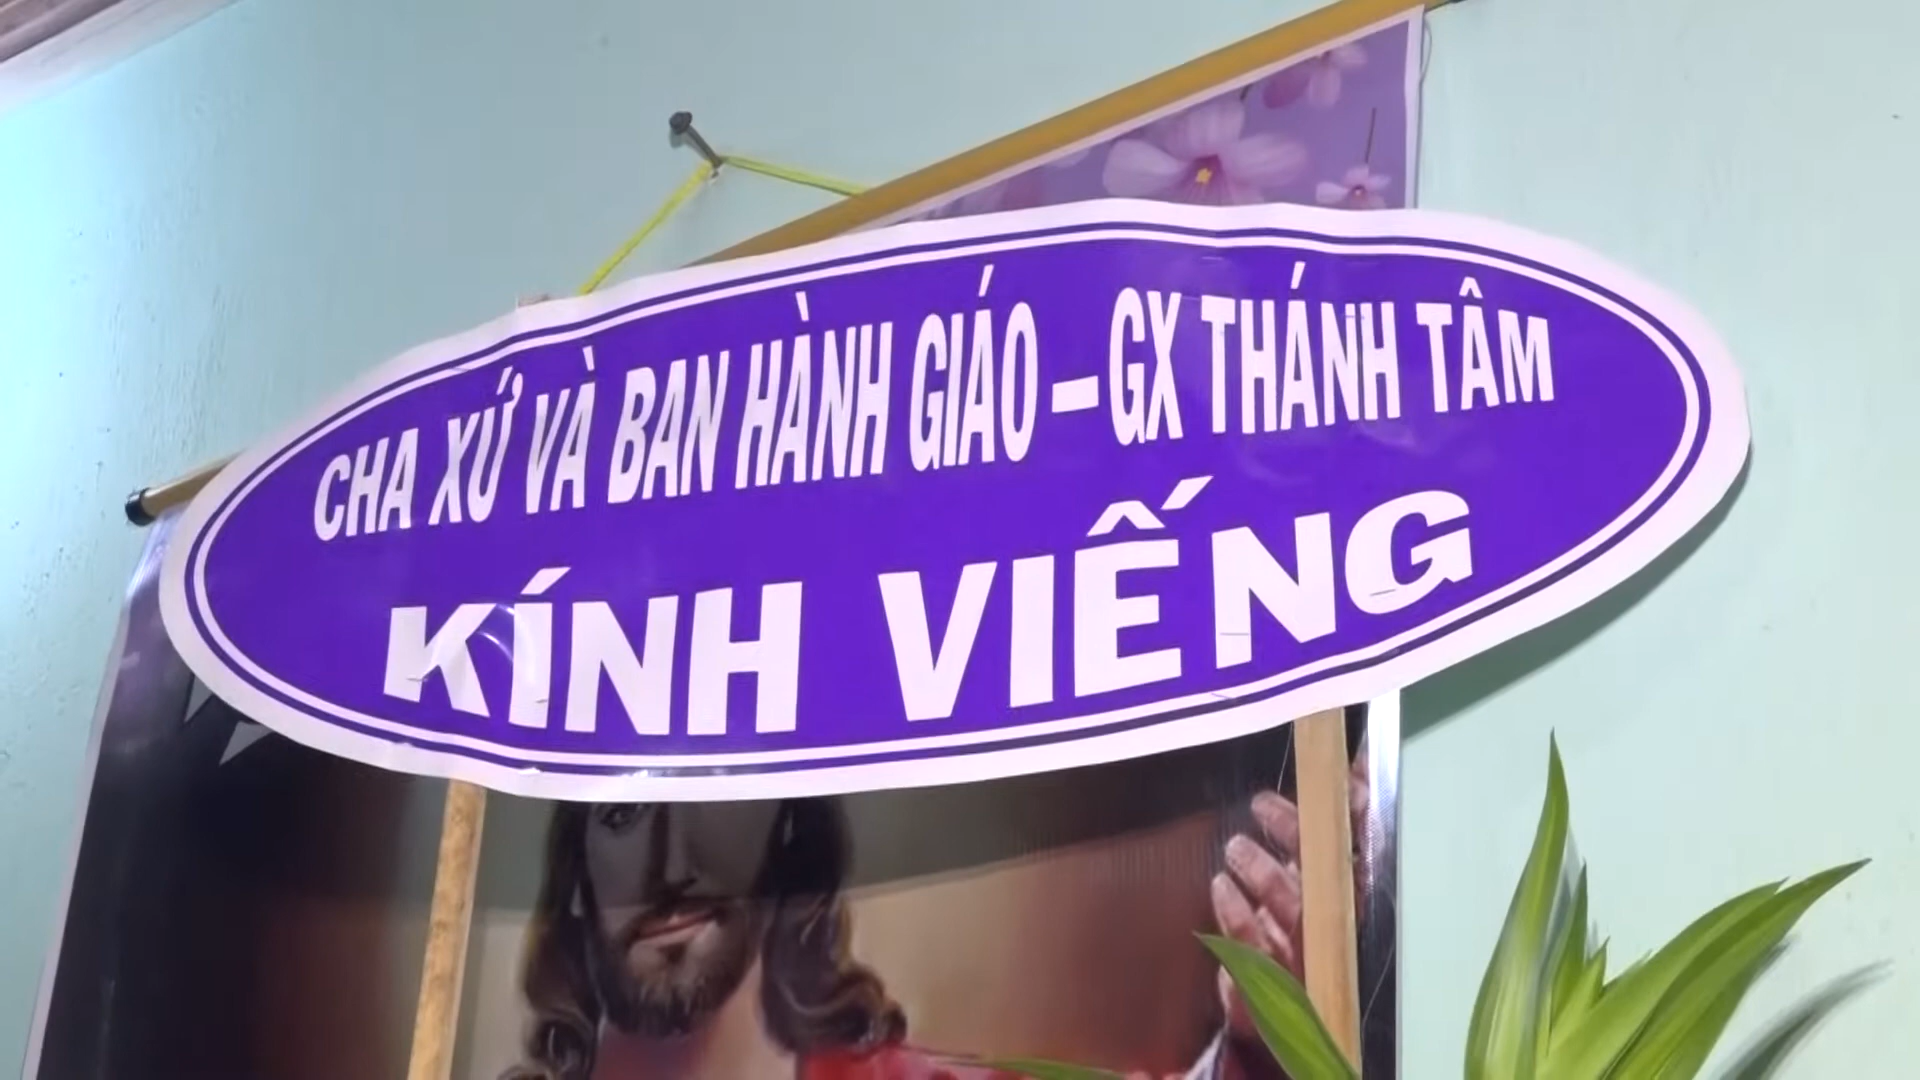 CHA XỨ VÀ BAN HÀNH GIÁO - GX THÁNH TÂM
KÍNH VIẾNG